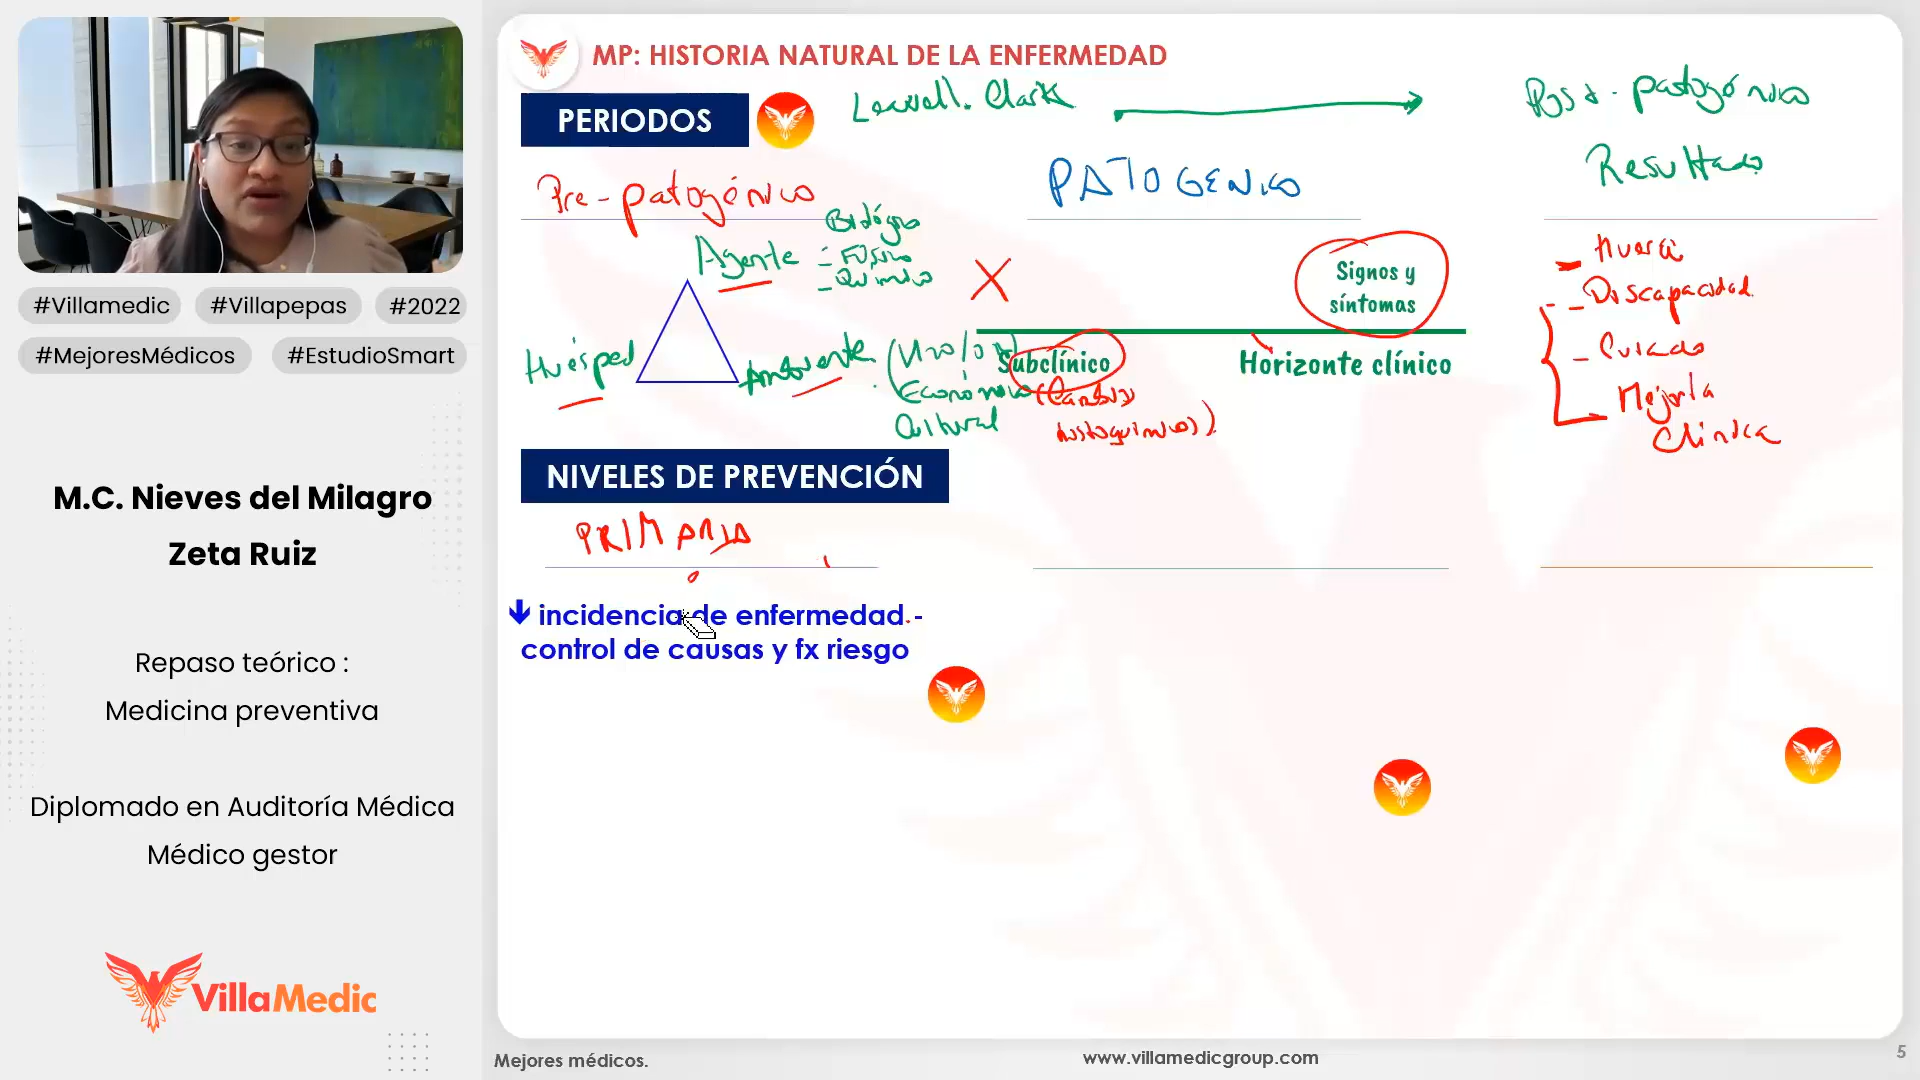 #Villamedic #Villapepas #2022
#MejoresMédicos #EstudioSmart
M.C. Nieves del Milagro
Zeta Ruiz
Repaso teórico :
Medicina preventiva
Diplomado en Auditoría Médica
Médico gestor
VillaMedic
MP: HISTORIA NATURAL DE LA ENFERMEDAD
PERIODOS
Leavell. Clark
Post - patogénico
Resultado
Pre - patogénico
PATOGENICO
Agente
Biológico
- Físico
- Químico
Huésped
Ambiente
Económico
Cultural
Signos y
síntomas
Subclínico
Horizonte clínico
(Cambios
histoquímicos)
- Muerte
- Discapacidad
- Curado
Mejoría
Clínica
NIVELES DE PREVENCIÓN
PRIMARIA
↓ incidencia de enfermedad -
control de causas y fx riesgo
Mejores médicos.
www.villamedicgroup.com
5